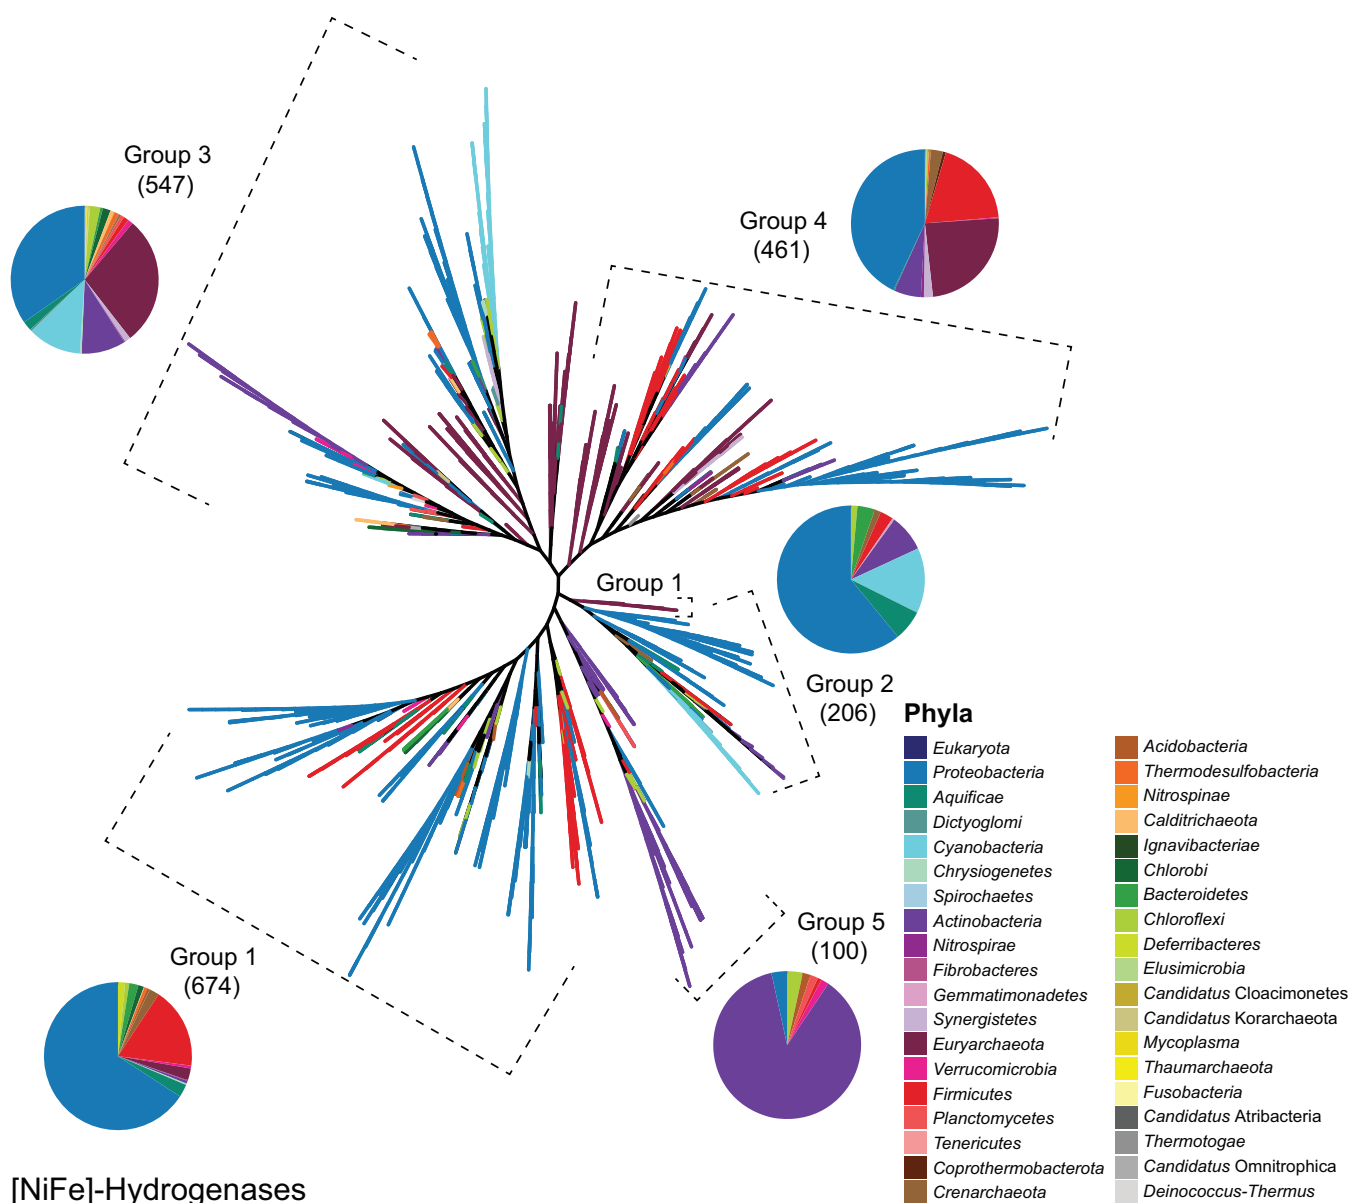 Group 3
(547)
Group 4
(461)
Group 1
Group 2
(206)
Phyla
Eukaryota
Proteobacteria
Aquificae
Dictyoglomi
Cyanobacteria
Chrysiogenetes
Spirochaetes
Actinobacteria
Nitrospirae
Fibrobacteres
Gemmatimonadetes
Synergistetes
Euryarchaeota
Verrucomicrobia
Firmicutes
Planctomycetes
Tenericutes
Coprothermobacterota
Crenarchaeota
Acidobacteria
Thermodesulfobacteria
Nitrospinae
Calditrichaeota
Ignavibacteriae
Chlorobi
Bacteroidetes
Chloroflexi
Deferribacteres
Elusimicrobia
Candidatus Cloacimonetes
Candidatus Korarchaeota
Mycoplasma
Thaumarchaeota
Fusobacteria
Candidatus Atribacteria
Thermotogae
Candidatus Omnitrophica
Deinococcus-Thermus
Group 5
(100)
Group 1
(674)
[NiFe]-Hydrogenases